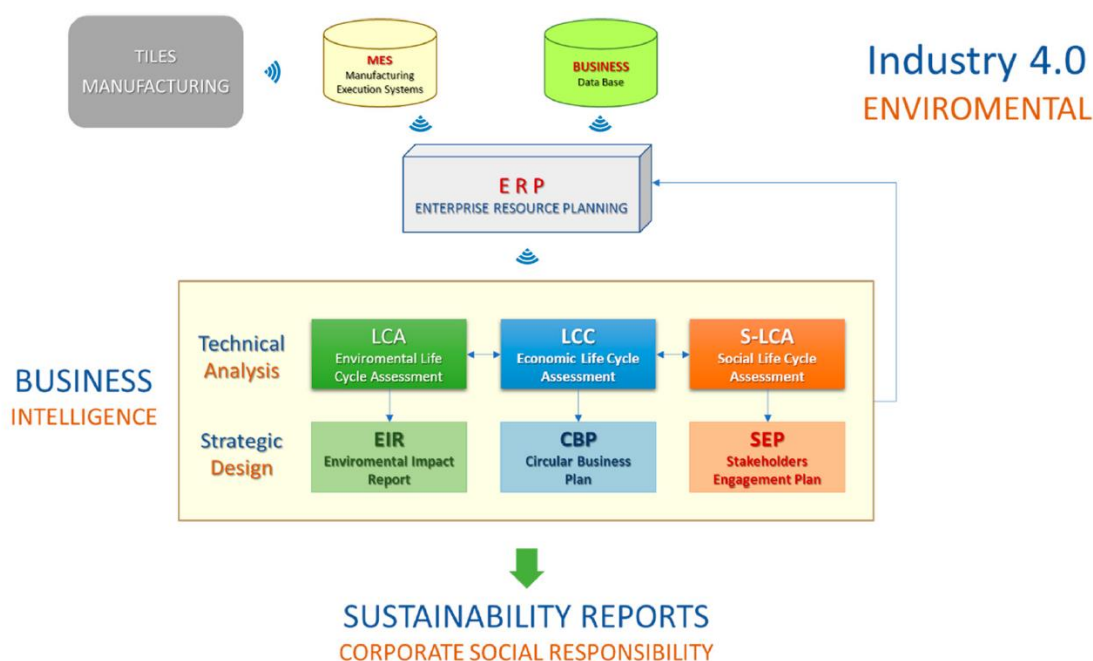 TILES
MANUFACTURING
MES
Manufacturing
Execution Systems
BUSINESS
Data Base
Industry 4.0
ENVIROMENTAL
E R P
ENTERPRISE RESOURCE PLANNING
BUSINESS
INTELLIGENCE
Technical
Analysis
LCA
Enviromental Life
Cycle Assessment
LCC
Economic Life Cycle
Assessment
S-LCA
Social Life Cycle
Assessment
Strategic
Design
EIR
Enviromental Impact
Report
CBP
Circular Business
Plan
SEP
Stakeholders
Engagement Plan
SUSTAINABILITY REPORTS
CORPORATE SOCIAL RESPONSIBILITY